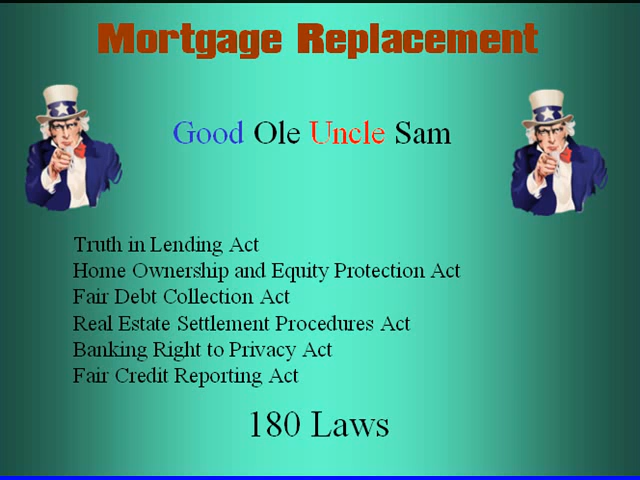 Mortgage Replacement
Good Ole Uncle Sam
Truth in Lending Act
Home Ownership and Equity Protection Act
Fair Debt Collection Act
Real Estate Settlement Procedures Act
Banking Right to Privacy Act
Fair Credit Reporting Act
180 Laws